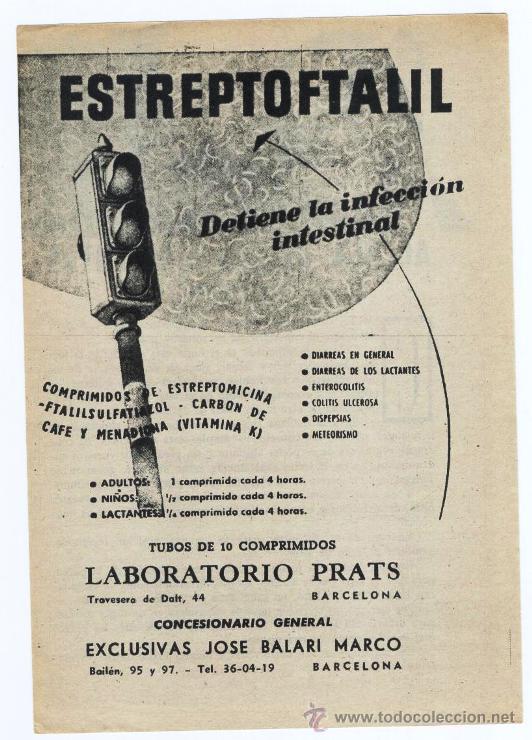 ESTREPTOFTALIL
Detiene la infección
intestinal
• DIARREAS EN GENERAL
• DIARREAS DE LOS LACTANTES
• ENTEROCOLITIS
• COLITIS ULCEROSA
• DISPEPSIAS
• METEORISMO
COMPRIMIDOS DE ESTREPTOMICINA
-FTALILSULFATIAZOL - CARBON DE
CAFE Y MENADIONA (VITAMINA K)
• ADULTOS: 1 comprimido cada 4 horas.
• NIÑOS: 1/2 comprimido cada 4 horas.
• LACTANTES: 1/4 comprimido cada 4 horas.
TUBOS DE 10 COMPRIMIDOS
LABORATORIO PRATS
Travesera de Dalt, 44 BARCELONA
CONCESIONARIO GENERAL
EXCLUSIVAS JOSE BALARI MARCO
Bailén, 95 y 97. - Tel. 36-04-19 BARCELONA
www.todocoleccion.net